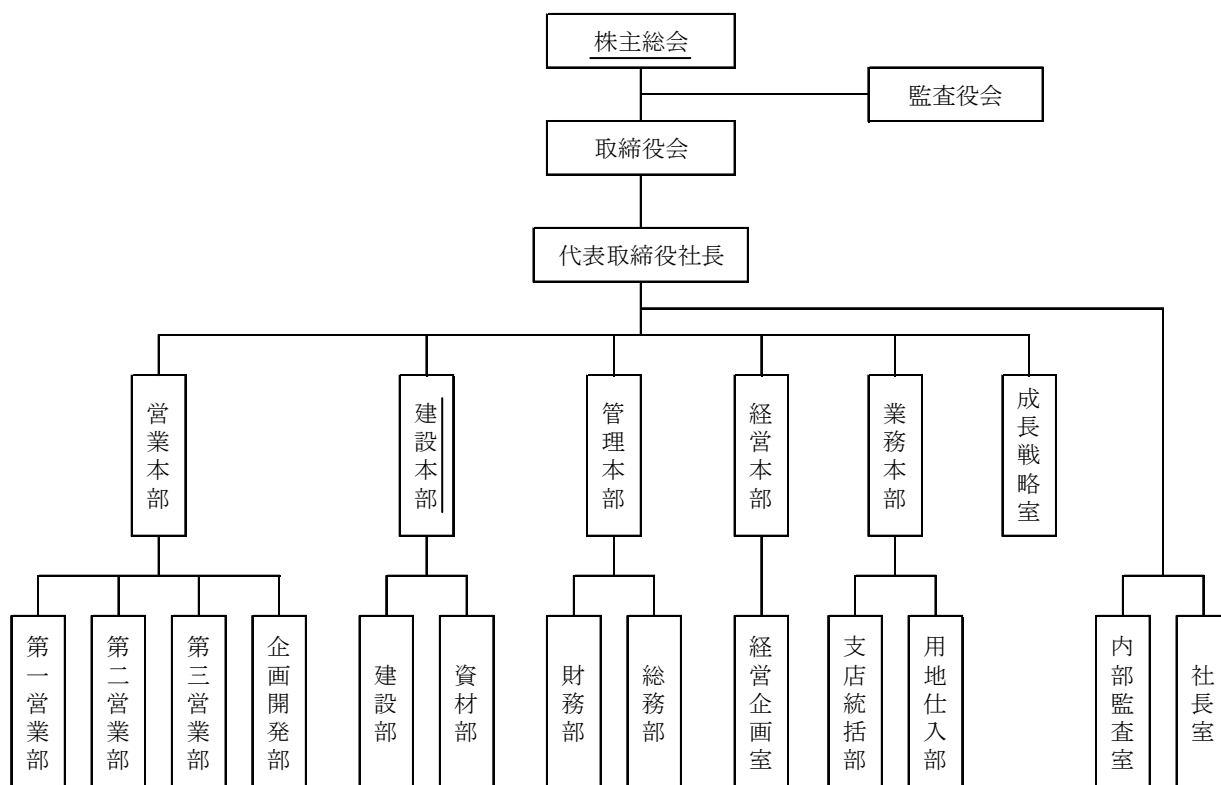 株主総会
監査役会
取締役会
代表取締役社長
営業本部
建設本部
管理本部
経営本部
業務本部
成長戦略室
第一営業部
第二営業部
第三営業部
企画開発部
建設部
資材部
財務部
総務部
経営企画室
支店統括部
用地仕入部
内部監査室
社長室